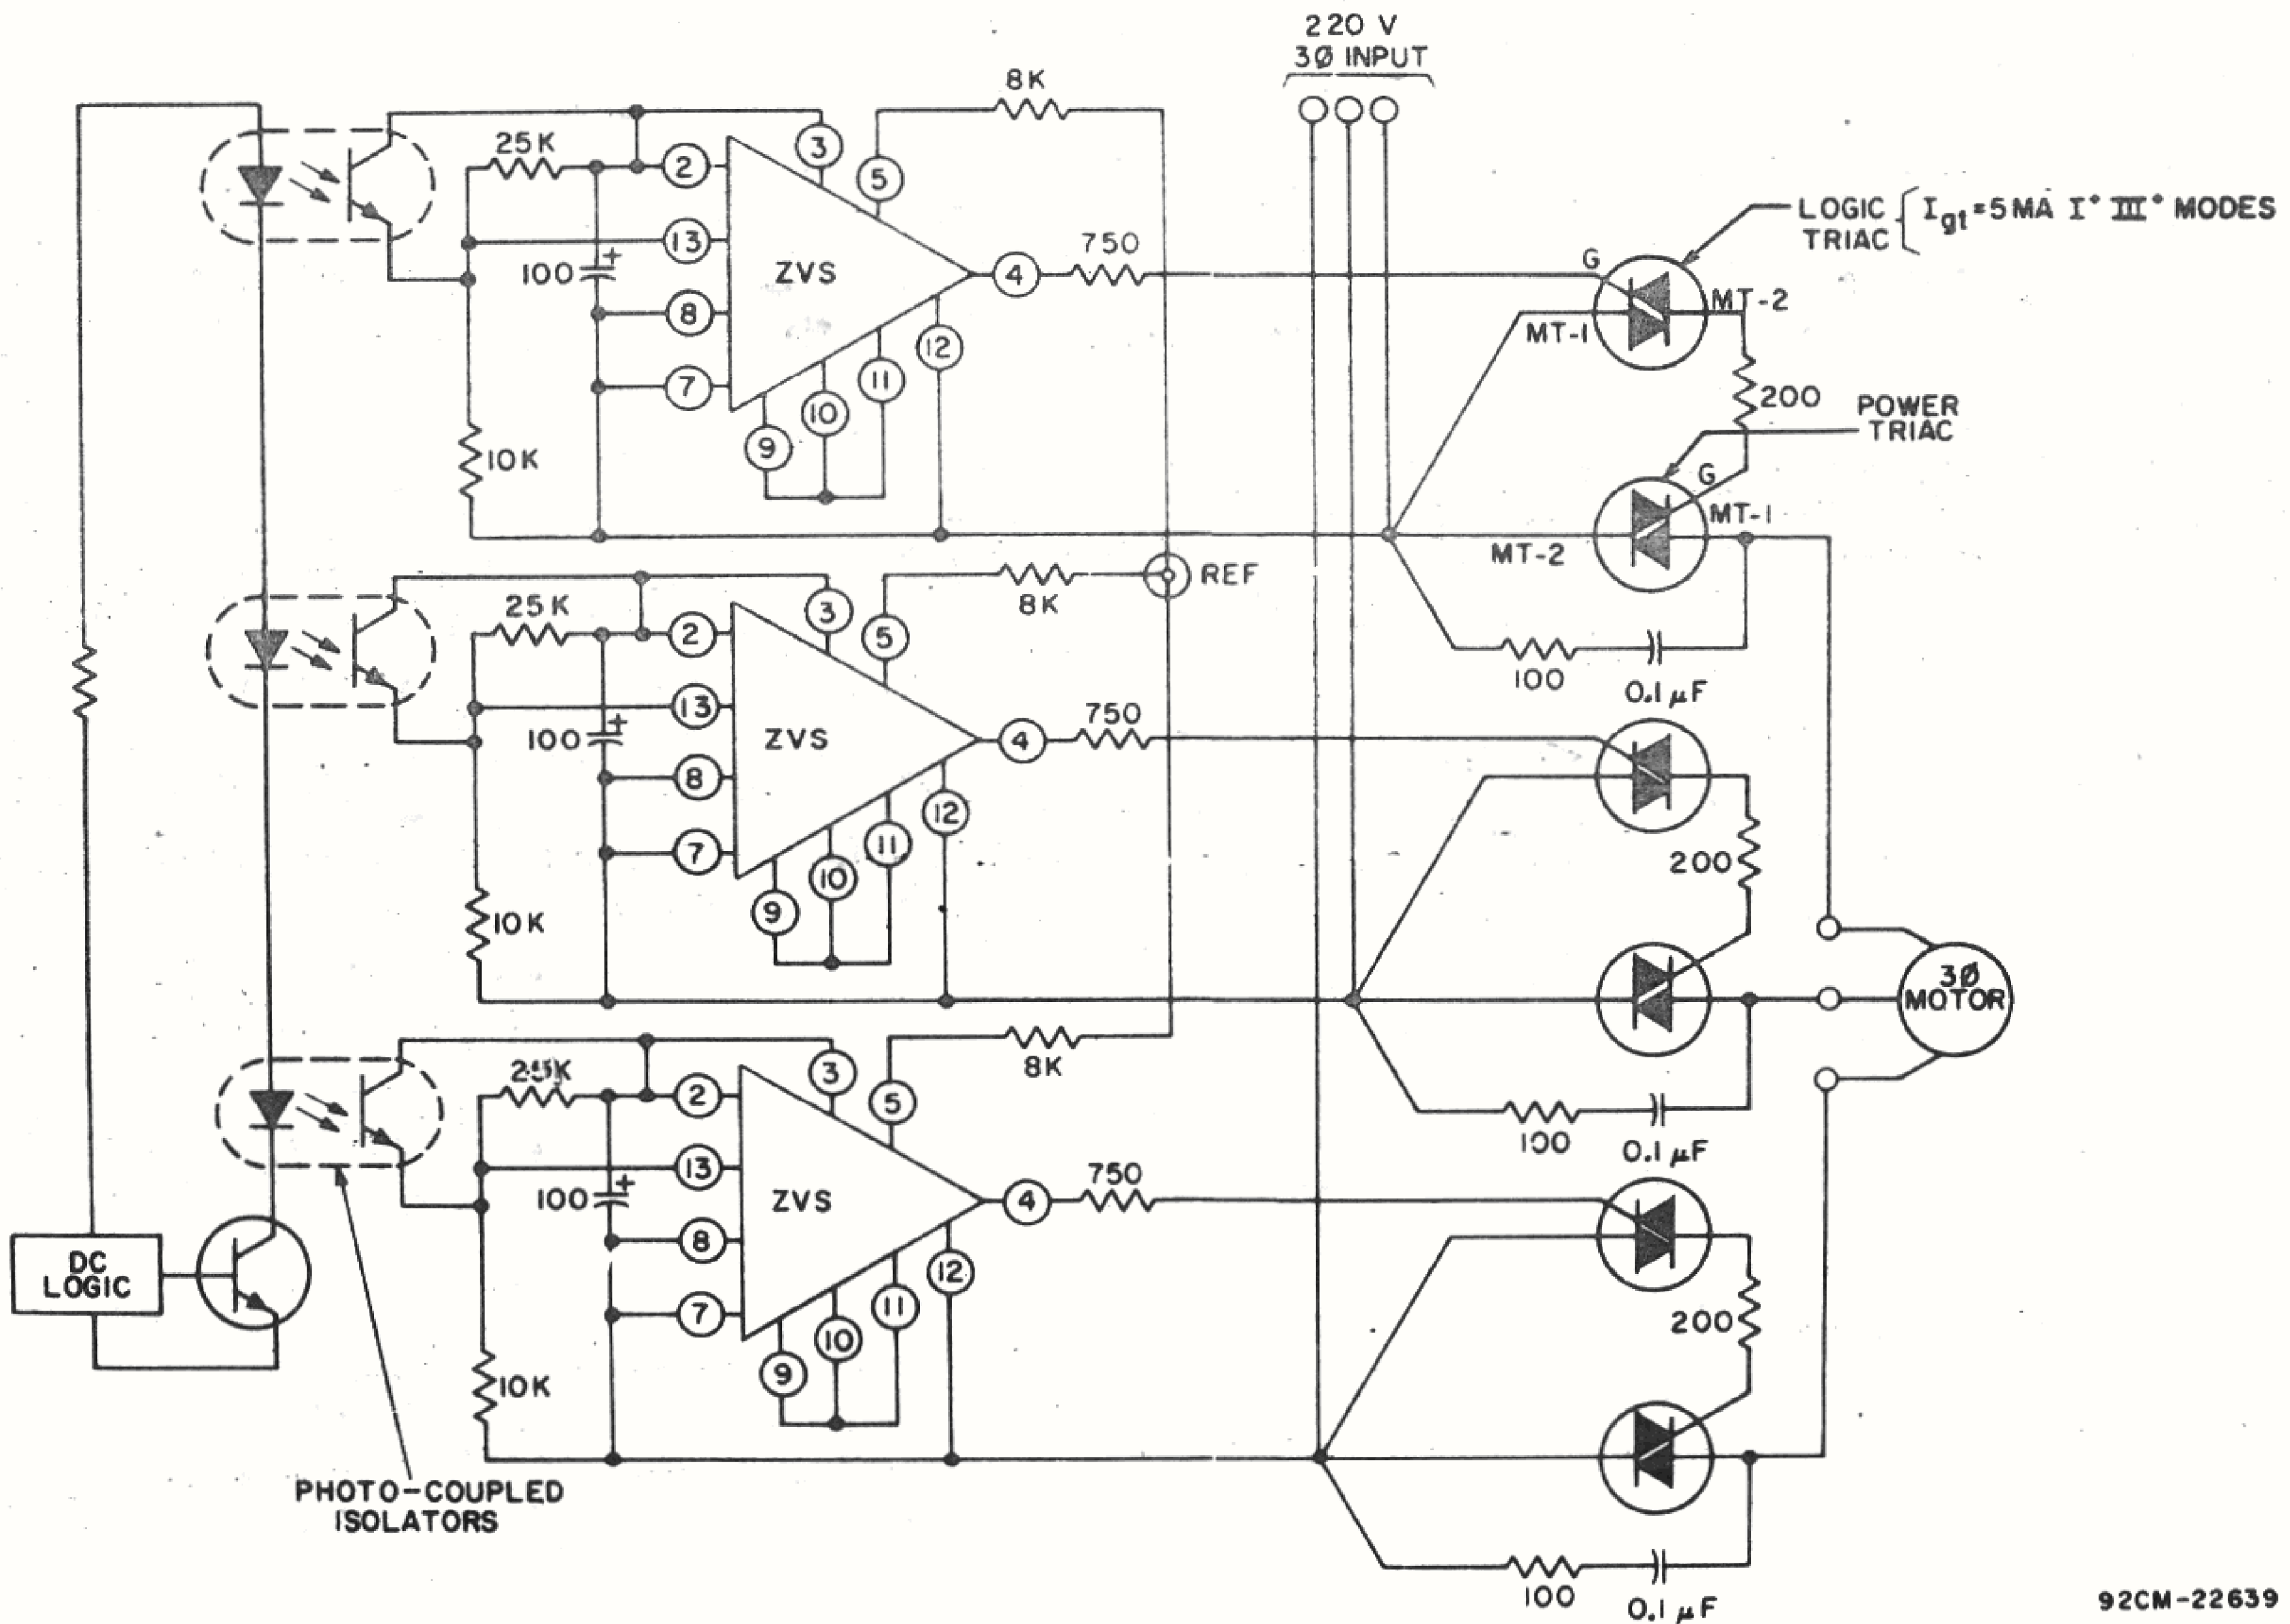 220 V
3Ø INPUT
8K
25K
3
2
5
LOGIC TRIAC { Igt=5MA I° III° MODES
13
100 +
ZVS
4
750
G
MT-2
8
MT-1
12
7
11
200
10
POWER
TRIAC
9
10K
G
MT-1
MT-2
8K
REF
25K
3
2
5
100
0.1 µF
13
100 +
ZVS
4
750
8
12
7
11
200
10
9
10K
3Ø
MOTOR
8K
3
2
5
100
0.1 µF
13
100 +
ZVS
4
750
8
DC
LOGIC
12
7
11
200
10
9
10K
PHOTO-COUPLED
ISOLATORS
100
0.1 µF
92CM-22639